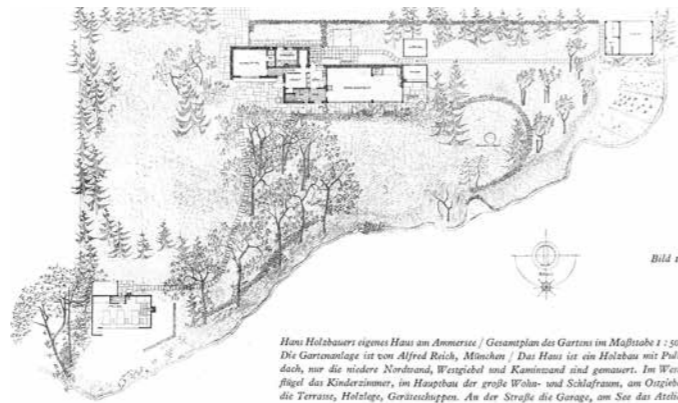 Bild 1
Hans Holzbauers eigenes Haus am Ammersee / Gesamtplan des Gartens im Maßstabe 1 : 50
Die Gartenanlage ist von Alfred Reich, München / Das Haus ist ein Holzbau mit Pult
dach, nur die niedere Nordwand, Westgiebel und Kaminwand sind gemauert. Im West
flügel das Kinderzimmer, im Hauptbau der große Wohn- und Schlafraum, am Ostgiebe
die Terrasse, Holzlege, Geräteschuppen. An der Straße die Garage, am See das Atelie